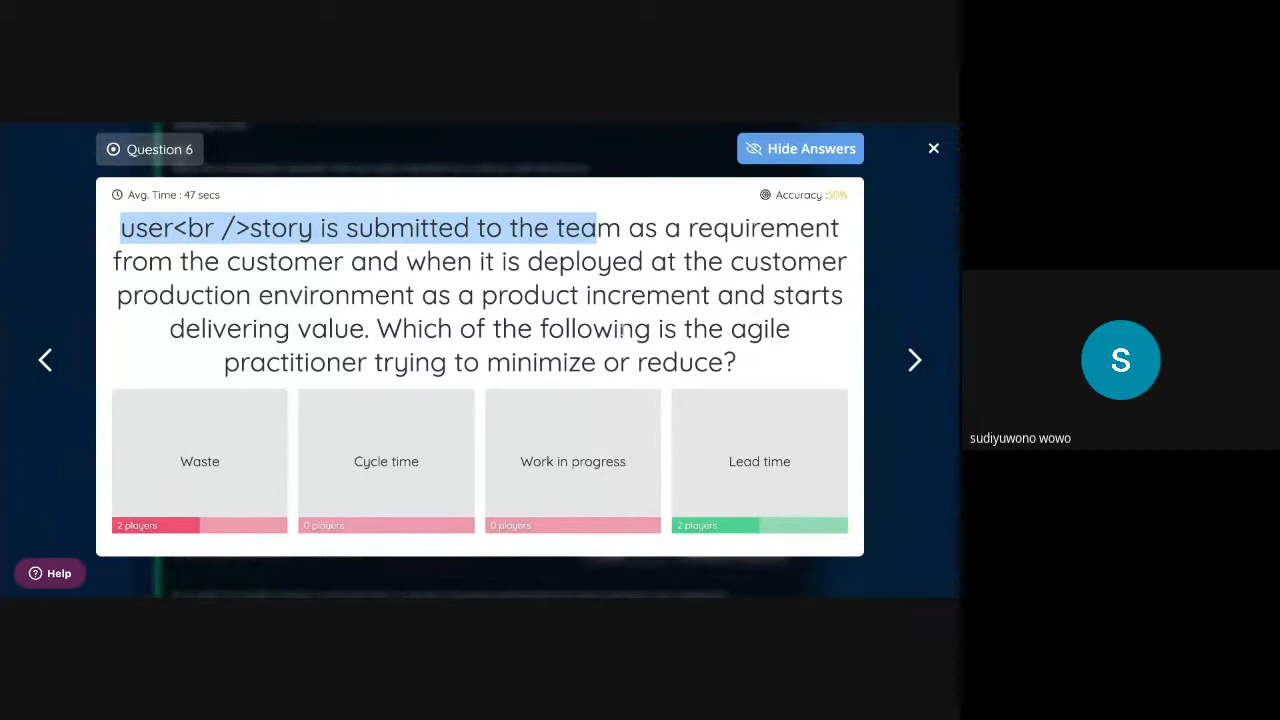 Question 6
Hide Answers
Avg. Time : 47 secs
Accuracy :50%
user<br />story is submitted to the team as a requirement
from the customer and when it is deployed at the customer
production environment as a product increment and starts
delivering value. Which of the following is the agile
practitioner trying to minimize or reduce?
Waste
Cycle time
Work in progress
Lead time
2 players
0 players
0 players
2 players
Help
S
sudiyuwono wowo